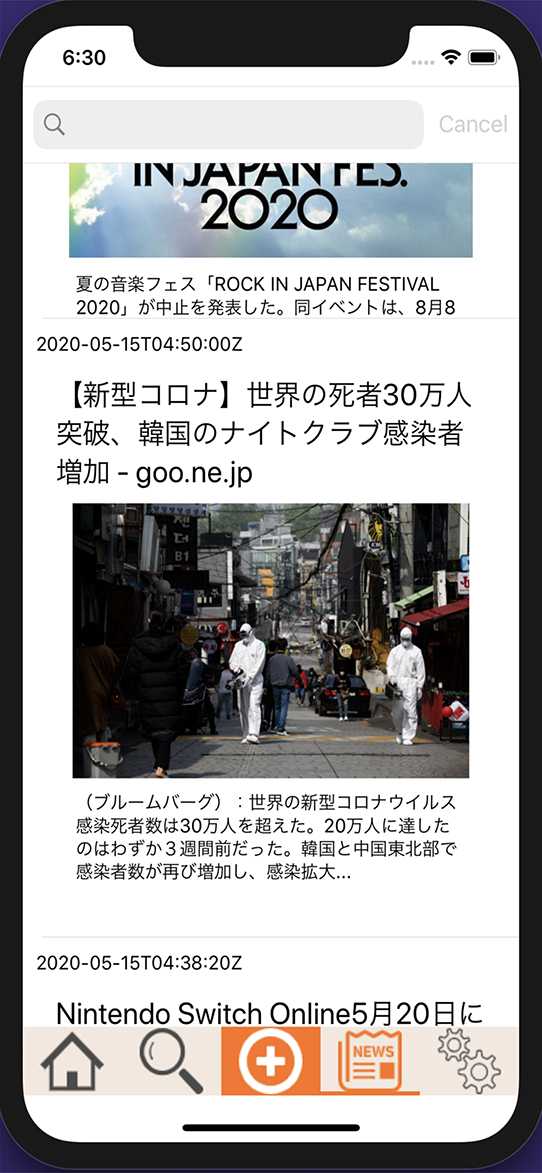 6:30
Cancel
IN JAPAN FES.
2020
夏の音楽フェス「ROCK IN JAPAN FESTIVAL
2020」が中止を発表した。同イベントは、8月8
2020-05-15T04:50:00Z
【新型コロナ】世界の死者30万人
突破、韓国のナイトクラブ感染者
増加 - goo.ne.jp
B1
（ブルームバーグ）：世界の新型コロナウイルス
感染死者数は30万人を超えた。20万人に達した
のはわずか３週間前だった。韓国と中国東北部で
感染者数が再び増加し、感染拡大...
2020-05-15T04:38:20Z
Nintendo Switch Online5月20日に
NEWS